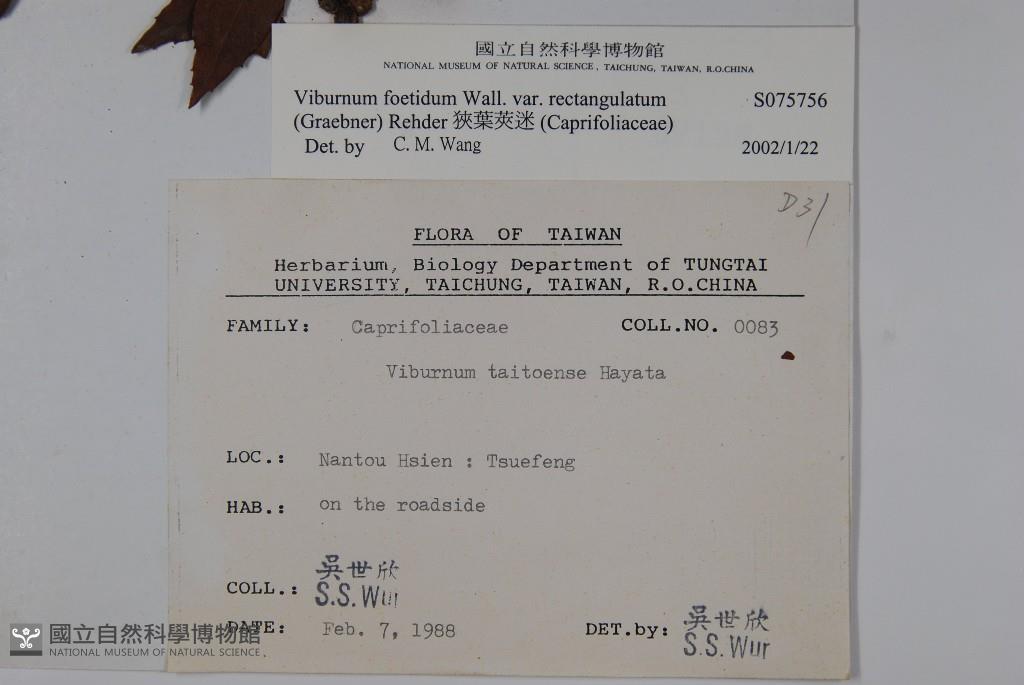 國立自然科學博物館
NATIONAL MUSEUM OF NATURAL SCIENCE, TAICHUNG, TAIWAN, R.O.CHINA
Viburnum foetidum Wall. var. rectangulatum S075756
(Graebner) Rehder 狹葉莢迷 (Caprifoliaceae)
Det. by C. M. Wang 2002/1/22
D31
FLORA OF TAIWAN
Herbarium, Biology Department of TUNGTAI
UNIVERSITY, TAICHUNG, TAIWAN, R.O.CHINA
FAMILY: Caprifoliaceae COLL.NO. 0083
Viburnum taitoense Hayata
LOC.: Nantou Hsien : Tsuefeng
HAB.: on the roadside
吳世欣
COLL.: S.S.Wur
DATE: Feb. 7, 1988 DET.by: 吳世欣
S.S.Wur
國立自然科學博物館
NATIONAL MUSEUM OF NATURAL SCIENCE.